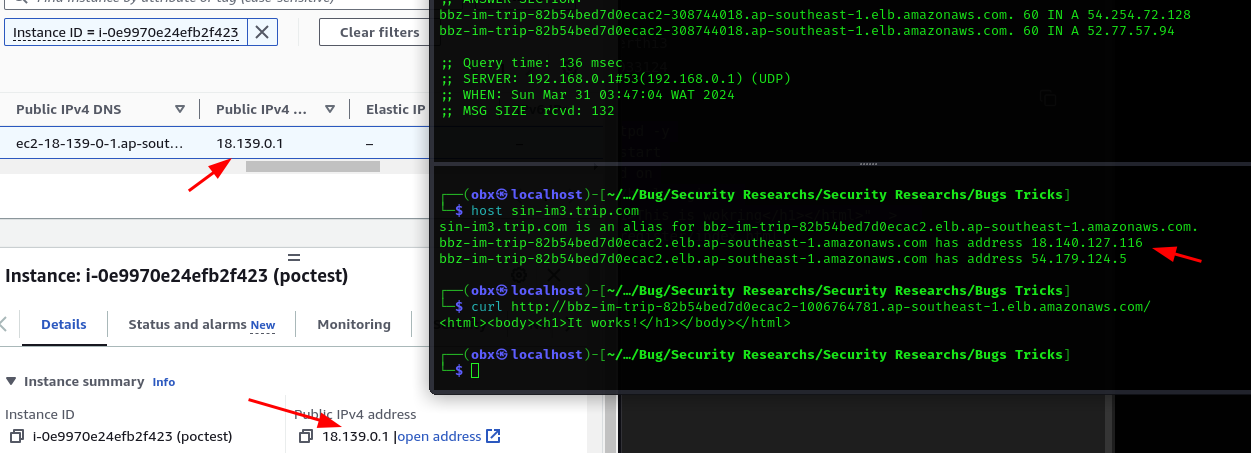 Find Instance by attribute or tag (case-sensitive)
Instance ID = i-0e9970e24efb2f423
Clear filters
Public IPv4 DNS
Public IPv4 ...
Elastic IP
ec2-18-139-0-1.ap-sout...
18.139.0.1
–
Instance: i-0e9970e24efb2f423 (poctest)
Details
Status and alarms New
Monitoring
Instance summary Info
Instance ID
Public IPv4 address
i-0e9970e24efb2f423 (poctest)
18.139.0.1 |open address
;; ANSWER SECTION:
bbz-im-trip-82b54bed7d0ecac2-308744018.ap-southeast-1.elb.amazonaws.com. 60 IN A 54.254.72.128
bbz-im-trip-82b54bed7d0ecac2-308744018.ap-southeast-1.elb.amazonaws.com. 60 IN A 52.77.57.94
;; Query time: 136 msec
;; SERVER: 192.168.0.1#53(192.168.0.1) (UDP)
;; WHEN: Sun Mar 31 03:47:04 WAT 2024
;; MSG SIZE  rcvd: 132
┌──(obx㉿localhost)-[~/…/Bug/Security Researchs/Security Researchs/Bugs Tricks]
└─$ host sin-im3.trip.com
sin-im3.trip.com is an alias for bbz-im-trip-82b54bed7d0ecac2.elb.ap-southeast-1.amazonaws.com.
bbz-im-trip-82b54bed7d0ecac2.elb.ap-southeast-1.amazonaws.com has address 18.140.127.116
bbz-im-trip-82b54bed7d0ecac2.elb.ap-southeast-1.amazonaws.com has address 54.179.124.5
┌──(obx㉿localhost)-[~/…/Bug/Security Researchs/Security Researchs/Bugs Tricks]
└─$ curl http://bbz-im-trip-82b54bed7d0ecac2-1006764781.ap-southeast-1.elb.amazonaws.com/
<html><body><h1>It works!</h1></body></html>
┌──(obx㉿localhost)-[~/…/Bug/Security Researchs/Security Researchs/Bugs Tricks]
└─$